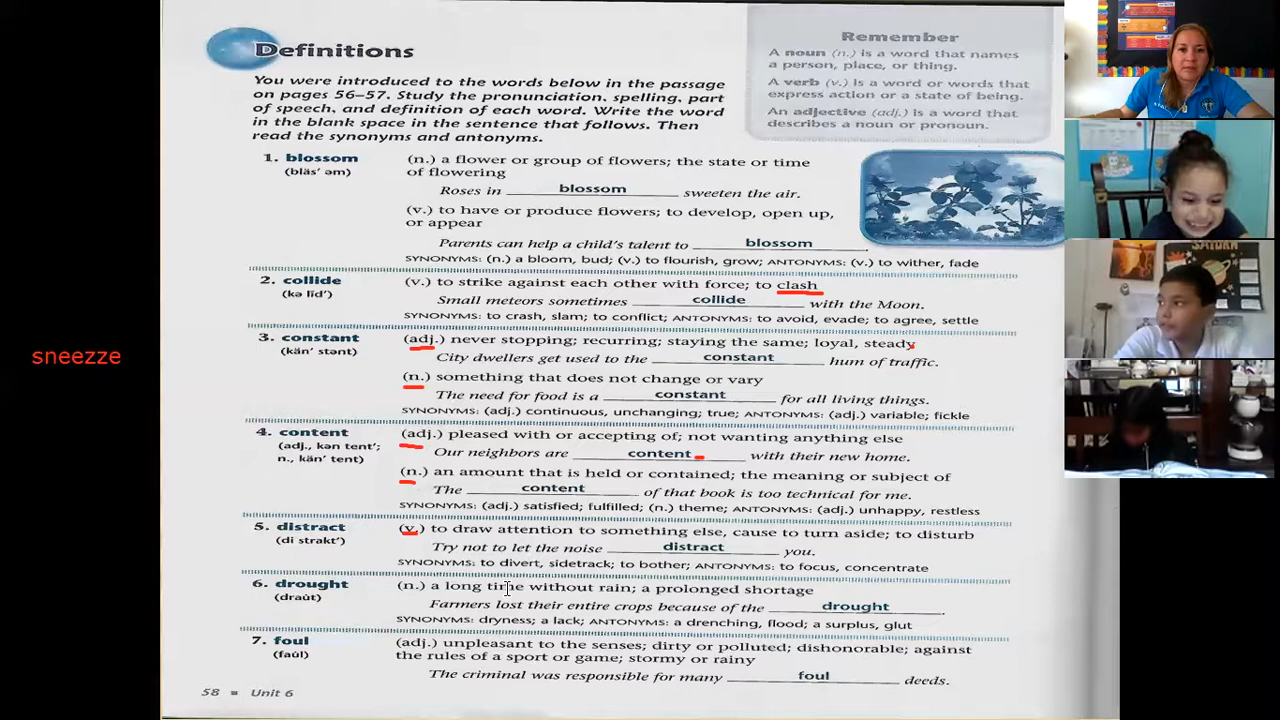 Definitions
You were introduced to the words below in the passage
on pages 56–57. Study the pronunciation, spelling, part
of speech, and definition of each word. Write the word
in the blank space in the sentence that follows. Then
read the synonyms and antonyms.
Remember
A noun (n.) is a word that names
a person, place, or thing.
A verb (v.) is a word or words that
express action or a state of being.
An adjective (adj.) is a word that
describes a noun or pronoun.
1. blossom (n.) a flower or group of flowers; the state or time
(bläs' əm) of flowering
Roses in blossom sweeten the air.
(v.) to have or produce flowers; to develop, open up,
or appear
Parents can help a child's talent to blossom.
SYNONYMS: (n.) a bloom, bud; (v.) to flourish, grow; ANTONYMS: (v.) to wither, fade
2. collide (v.) to strike against each other with force; to clash
(kə līd') Small meteors sometimes collide with the Moon.
SYNONYMS: to crash, slam; to conflict; ANTONYMS: to avoid, evade; to agree, settle
3. constant (adj.) never stopping; recurring; staying the same; loyal, steady
(kän' stənt) City dwellers get used to the constant hum of traffic.
(n.) something that does not change or vary
The need for food is a constant for all living things.
SYNONYMS: (adj.) continuous, unchanging; true; ANTONYMS: (adj.) variable; fickle
4. content (adj.) pleased with or accepting of; not wanting anything else
(adj., kən tent'; Our neighbors are content with their new home.
n., kän' tent) (n.) an amount that is held or contained; the meaning or subject of
The content of that book is too technical for me.
SYNONYMS: (adj.) satisfied; fulfilled; (n.) theme; ANTONYMS: (adj.) unhappy, restless
5. distract (v.) to draw attention to something else, cause to turn aside; to disturb
(di strakt') Try not to let the noise distract you.
SYNONYMS: to divert, sidetrack; to bother; ANTONYMS: to focus, concentrate
6. drought (n.) a long time without rain; a prolonged shortage
(draút) Farmers lost their entire crops because of the drought.
SYNONYMS: dryness; a lack; ANTONYMS: a drenching, flood; a surplus, glut
7. foul (adj.) unpleasant to the senses; dirty or polluted; dishonorable; against
(faúl) the rules of a sport or game; stormy or rainy
The criminal was responsible for many foul deeds.
58 ■ Unit 6
sneezze
SATURN